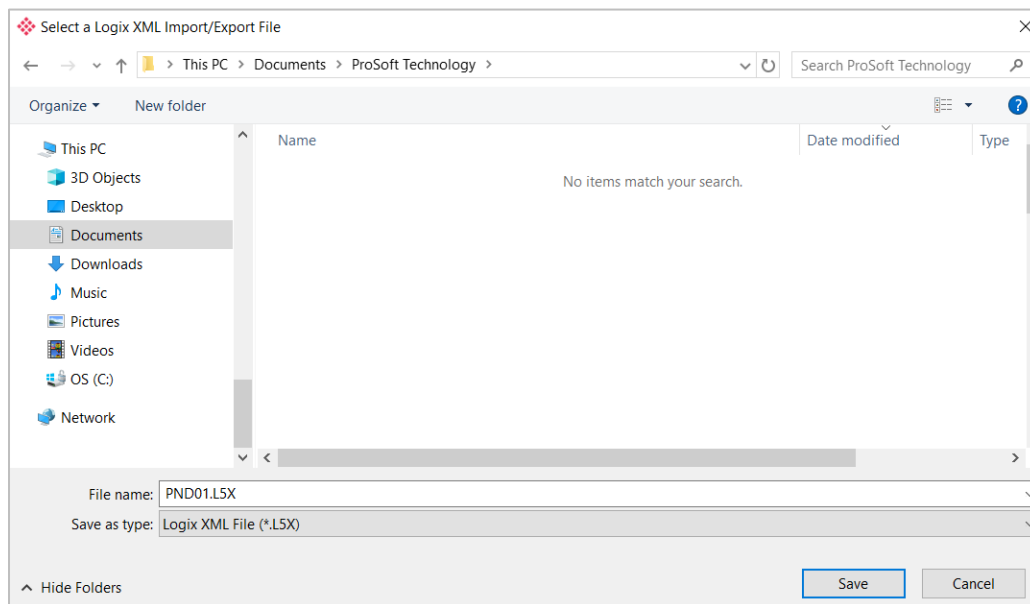 Select a Logix XML Import/Export File
This PC > Documents > ProSoft Technology >
Search ProSoft Technology
Organize
New folder
?
Name
Date modified
Type
No items match your search.
This PC
3D Objects
Desktop
Documents
Downloads
Music
Pictures
Videos
OS (C:)
Network
File name: PND01.L5X
Save as type: Logix XML File (*.L5X)
Hide Folders
Save
Cancel